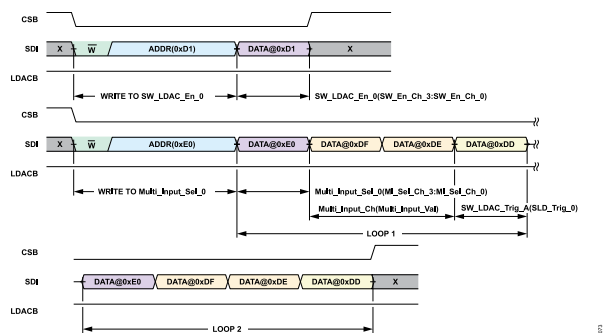 CSB
SDI X W ADDR(0xD1) DATA@0xD1 X
LDACB
WRITE TO SW_LDAC_En_0 SW_LDAC_En_0(SW_En_Ch_3:SW_En_Ch_0)
CSB
SDI X W ADDR(0xE0) DATA@0xE0 DATA@0xDF DATA@0xDE DATA@0xDD
LDACB
WRITE TO Multi_Input_Sel_0 Multi_Input_Sel_0(MI_Sel_Ch_3:MI_Sel_Ch_0)
Multi_Input_Ch(Multi_Input_Val) SW_LDAC_Trig_A(SLD_Trig_0)
LOOP 1
CSB
SDI DATA@0xE0 DATA@0xDF DATA@0xDE DATA@0xDD X
LDACB
LOOP 2
071